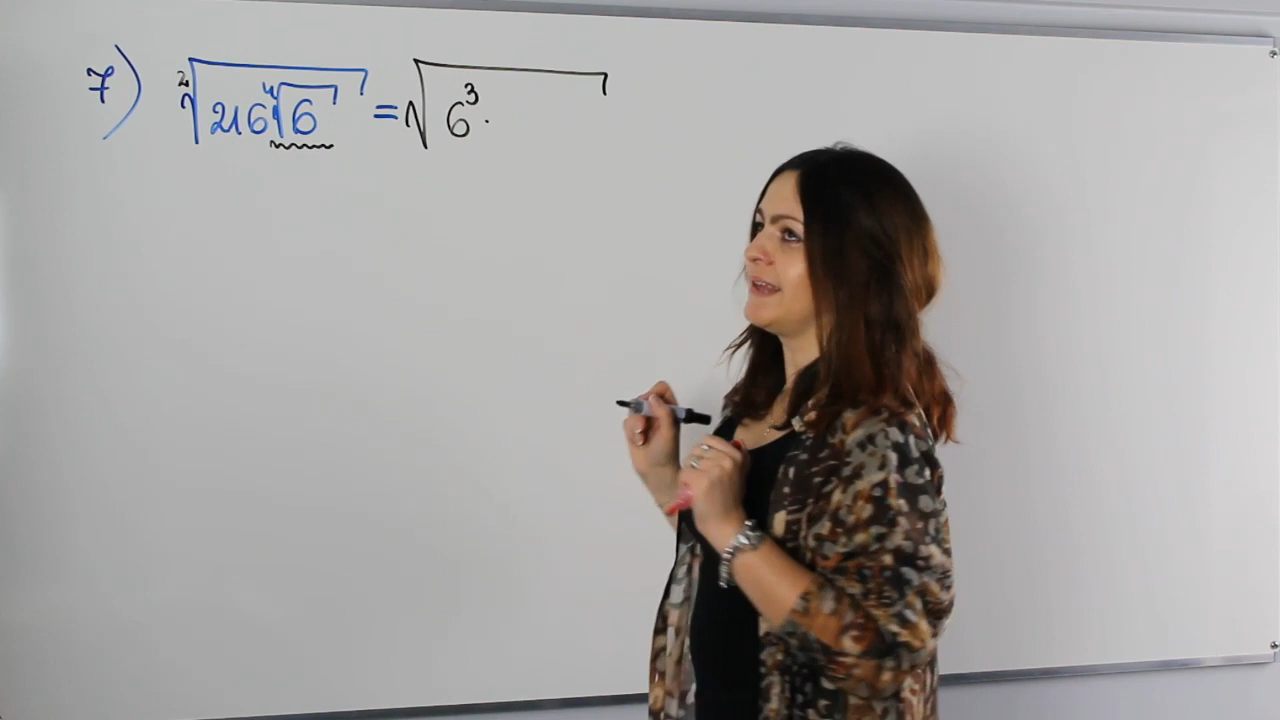 7) ²√(216 ⁴√6) = √(6³ ·